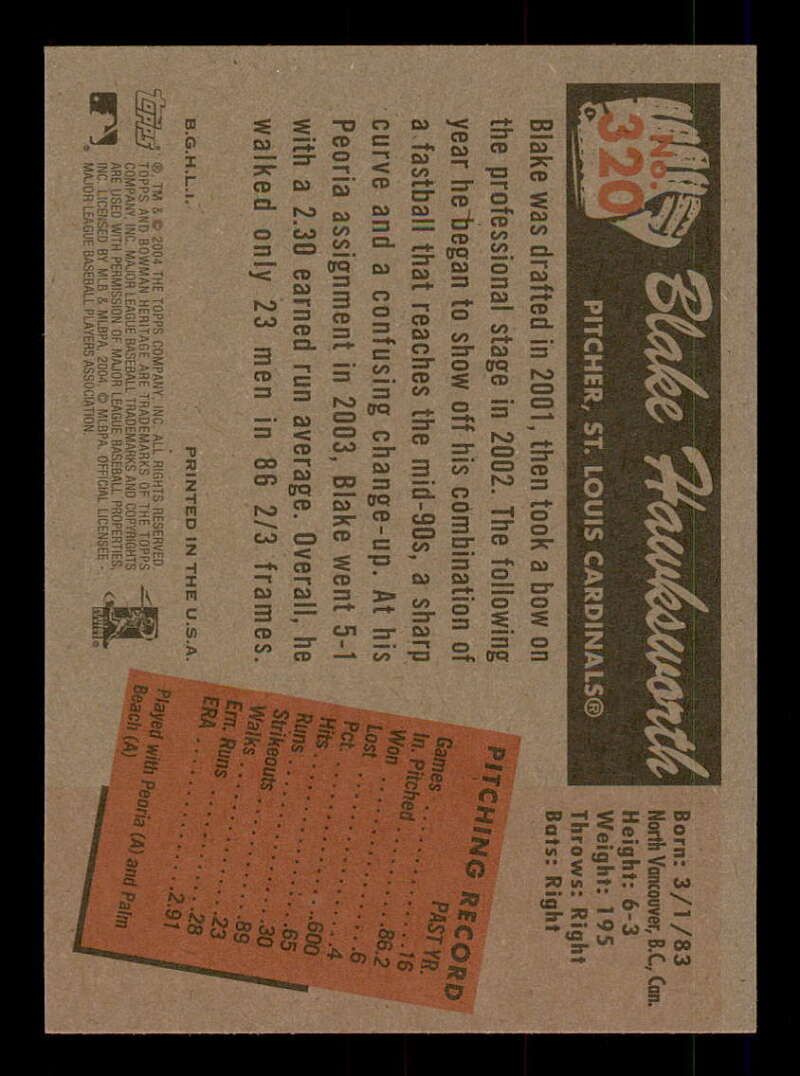 No.
320
Blake Hawksworth
PITCHER, ST. LOUIS CARDINALS®
Born: 3/1/83
North Vancouver, B.C., Can.
Height: 6-3
Weight: 195
Throws: Right
Bats: Right
Blake was drafted in 2001, then took a bow on
the professional stage in 2002. The following
year he began to show off his combination of
a fastball that reaches the mid-90s, a sharp
curve and a confusing change-up. At his
Peoria assignment in 2003, Blake went 5-1
with a 2.30 earned run average. Overall, he
walked only 23 men in 86 2/3 frames.
PITCHING RECORD
PAST YR.
Games . . . . . . . . . . . .16
In. Pitched. . . . . . . . .86.2
Won . . . . . . . . . . . . . .6
Lost . . . . . . . . . . . . . .4
Pct. . . . . . . . . . . . . .600
Hits . . . . . . . . . . . . .65
Runs . . . . . . . . . . . . .30
Strikeouts . . . . . . . . .89
Walks . . . . . . . . . . . .23
Ern. Runs . . . . . . . . .28
ERA . . . . . . . . . . . .2.91
Played with Peoria (A) and Palm
Beach (A)
B.G.H.L.I.
PRINTED IN THE U.S.A.
Topps
® , TM & © 2004 THE TOPPS COMPANY, INC. ALL RIGHTS RESERVED
TOPPS AND BOWMAN HERITAGE ARE TRADEMARKS OF THE TOPPS
COMPANY, INC. MAJOR LEAGUE BASEBALL TRADEMARKS AND COPYRIGHTS
ARE USED WITH PERMISSION OF MAJOR LEAGUE BASEBALL PROPERTIES,
INC. LICENSED BY MLB & MLBPA, 2004, © MLBPA. OFFICIAL LICENSEE -
MAJOR LEAGUE BASEBALL PLAYERS ASSOCIATION.